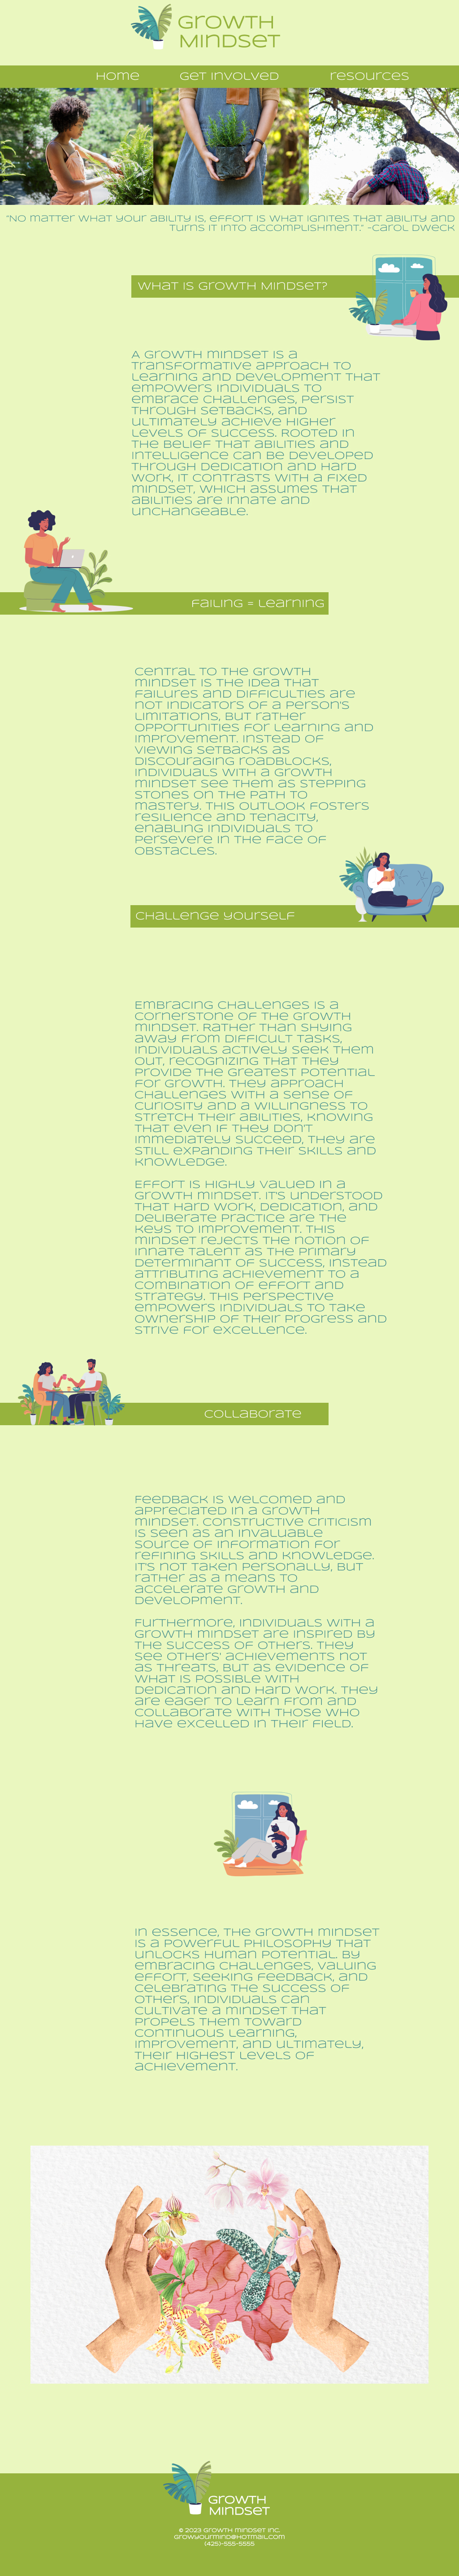 Growth
Mindset
Home
Get Involved
Resources
"No matter what your ability is, effort is what ignites that ability and
turns it into accomplishment." -Carol Dweck
What is Growth Mindset?
A growth mindset is a
transformative approach to
learning and development that
empowers individuals to
embrace challenges, persist
through setbacks, and
ultimately achieve higher
levels of success. Rooted in
the belief that abilities and
intelligence can be developed
through dedication and hard
work, it contrasts with a fixed
mindset, which assumes that
abilities are innate and
unchangeable.
Failing = Learning
Central to the growth
mindset is the idea that
failures and difficulties are
not indicators of a person's
limitations, but rather
opportunities for learning and
improvement. Instead of
viewing setbacks as
discouraging roadblocks,
individuals with a growth
mindset see them as stepping
stones on the path to
mastery. This outlook fosters
resilience and tenacity,
enabling individuals to
persevere in the face of
obstacles.
Challenge Yourself
Embracing challenges is a
cornerstone of the growth
mindset. Rather than shying
away from difficult tasks,
individuals actively seek them
out, recognizing that they
provide the greatest potential
for growth. They approach
challenges with a sense of
curiosity and a willingness to
stretch their abilities, knowing
that even if they don't
immediately succeed, they are
still expanding their skills and
knowledge.
Effort is highly valued in a
growth mindset. It's understood
that hard work, dedication, and
deliberate practice are the
keys to improvement. This
mindset rejects the notion of
innate talent as the primary
determinant of success, instead
attributing achievement to a
combination of effort and
strategy. This perspective
empowers individuals to take
ownership of their progress and
strive for excellence.
Collaborate
Feedback is welcomed and
appreciated in a growth
mindset. Constructive criticism
is seen as an invaluable
source of information for
refining skills and knowledge.
It's not taken personally, but
rather as a means to
accelerate growth and
development.
Furthermore, individuals with a
growth mindset are inspired by
the success of others. They
see others' achievements not
as threats, but as evidence of
what is possible with
dedication and hard work. They
are eager to learn from and
collaborate with those who
have excelled in their field.
In essence, the growth mindset
is a powerful philosophy that
unlocks human potential. By
embracing challenges, valuing
effort, seeking feedback, and
celebrating the success of
others, individuals can
cultivate a mindset that
propels them toward
continuous learning,
improvement, and ultimately,
their highest levels of
achievement.
Growth
Mindset
© 2023 Growth Mindset Inc.
growyourmind@hotmail.com
(425)-555-5555